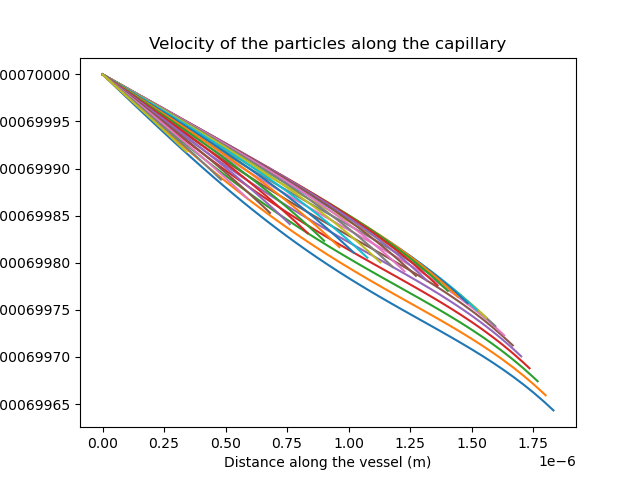 Velocity of the particles along the capillary
00070000
00069995
00069990
00069985
00069980
00069975
00069970
00069965
0.00 0.25 0.50 0.75 1.00 1.25 1.50 1.75
1e−6
Distance along the vessel (m)